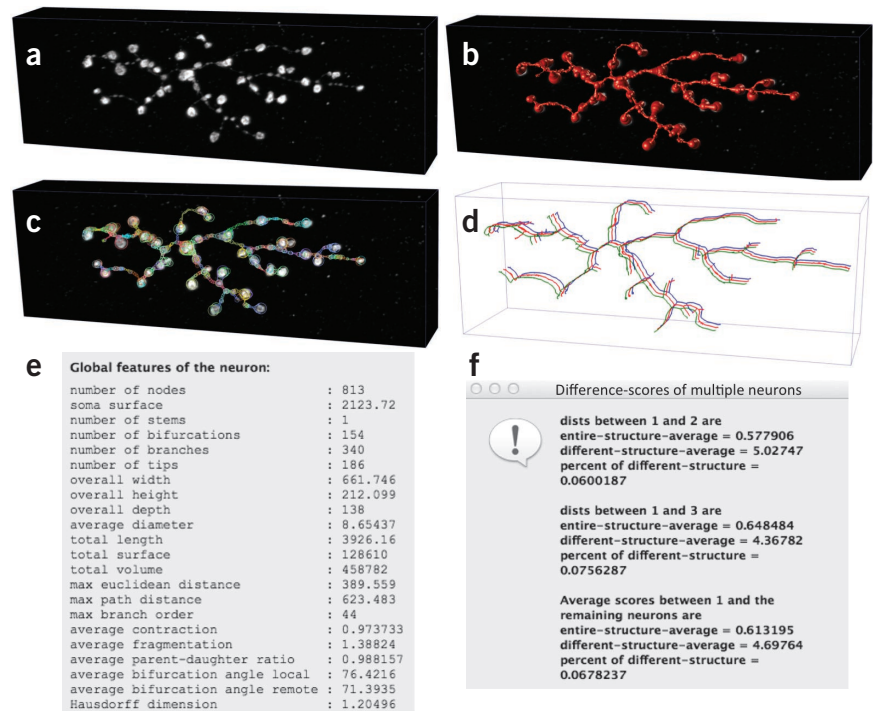 a
b
c
d
e
Global features of the neuron:
number of nodes : 813
soma surface : 2123.72
number of stems : 1
number of bifurcations : 154
number of branches : 340
number of tips : 186
overall width : 661.746
overall height : 212.099
overall depth : 138
average diameter : 8.65437
total length : 3926.16
total surface : 128610
total volume : 458782
max euclidean distance : 389.559
max path distance : 623.483
max branch order : 44
average contraction : 0.973733
average fragmentation : 1.38824
average parent-daughter ratio : 0.988157
average bifurcation angle local : 76.4216
average bifurcation angle remote : 71.3935
Hausdorff dimension : 1.20496
f
Difference-scores of multiple neurons
!
dists between 1 and 2 are
entire-structure-average = 0.577906
different-structure-average = 5.02747
percent of different-structure =
0.0600187
dists between 1 and 3 are
entire-structure-average = 0.648484
different-structure-average = 4.36782
percent of different-structure =
0.0756287
Average scores between 1 and the
remaining neurons are
entire-structure-average = 0.613195
different-structure-average = 4.69764
percent of different-structure =
0.0678237